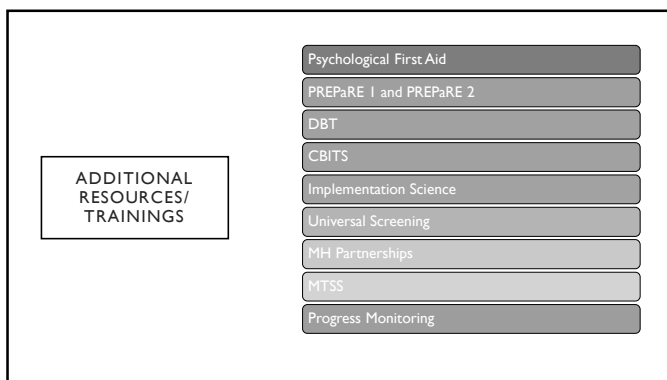 ADDITIONAL
RESOURCES/
TRAININGS
Psychological First Aid
PREPaRE 1 and PREPaRE 2
DBT
CBITS
Implementation Science
Universal Screening
MH Partnerships
MTSS
Progress Monitoring